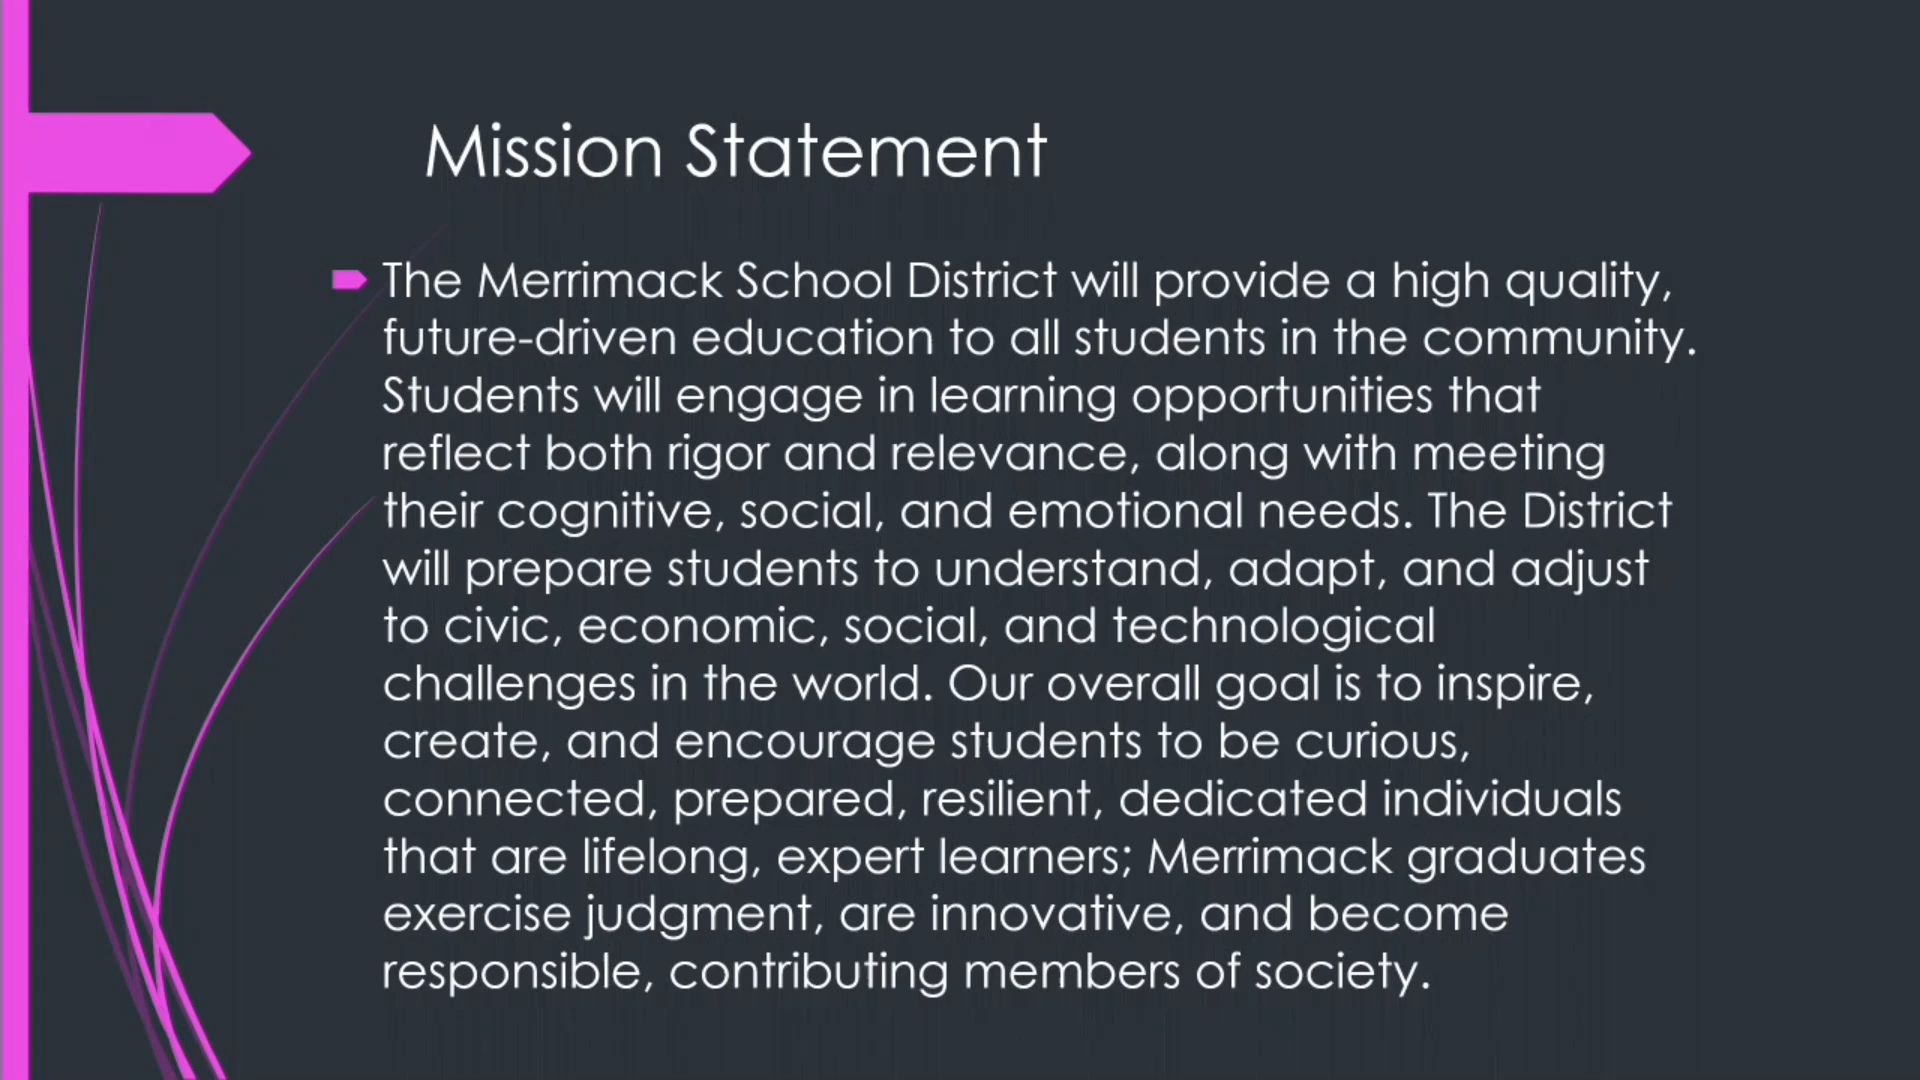 Mission Statement
The Merrimack School District will provide a high quality,
future-driven education to all students in the community.
Students will engage in learning opportunities that
reflect both rigor and relevance, along with meeting
their cognitive, social, and emotional needs. The District
will prepare students to understand, adapt, and adjust
to civic, economic, social, and technological
challenges in the world. Our overall goal is to inspire,
create, and encourage students to be curious,
connected, prepared, resilient, dedicated individuals
that are lifelong, expert learners; Merrimack graduates
exercise judgment, are innovative, and become
responsible, contributing members of society.